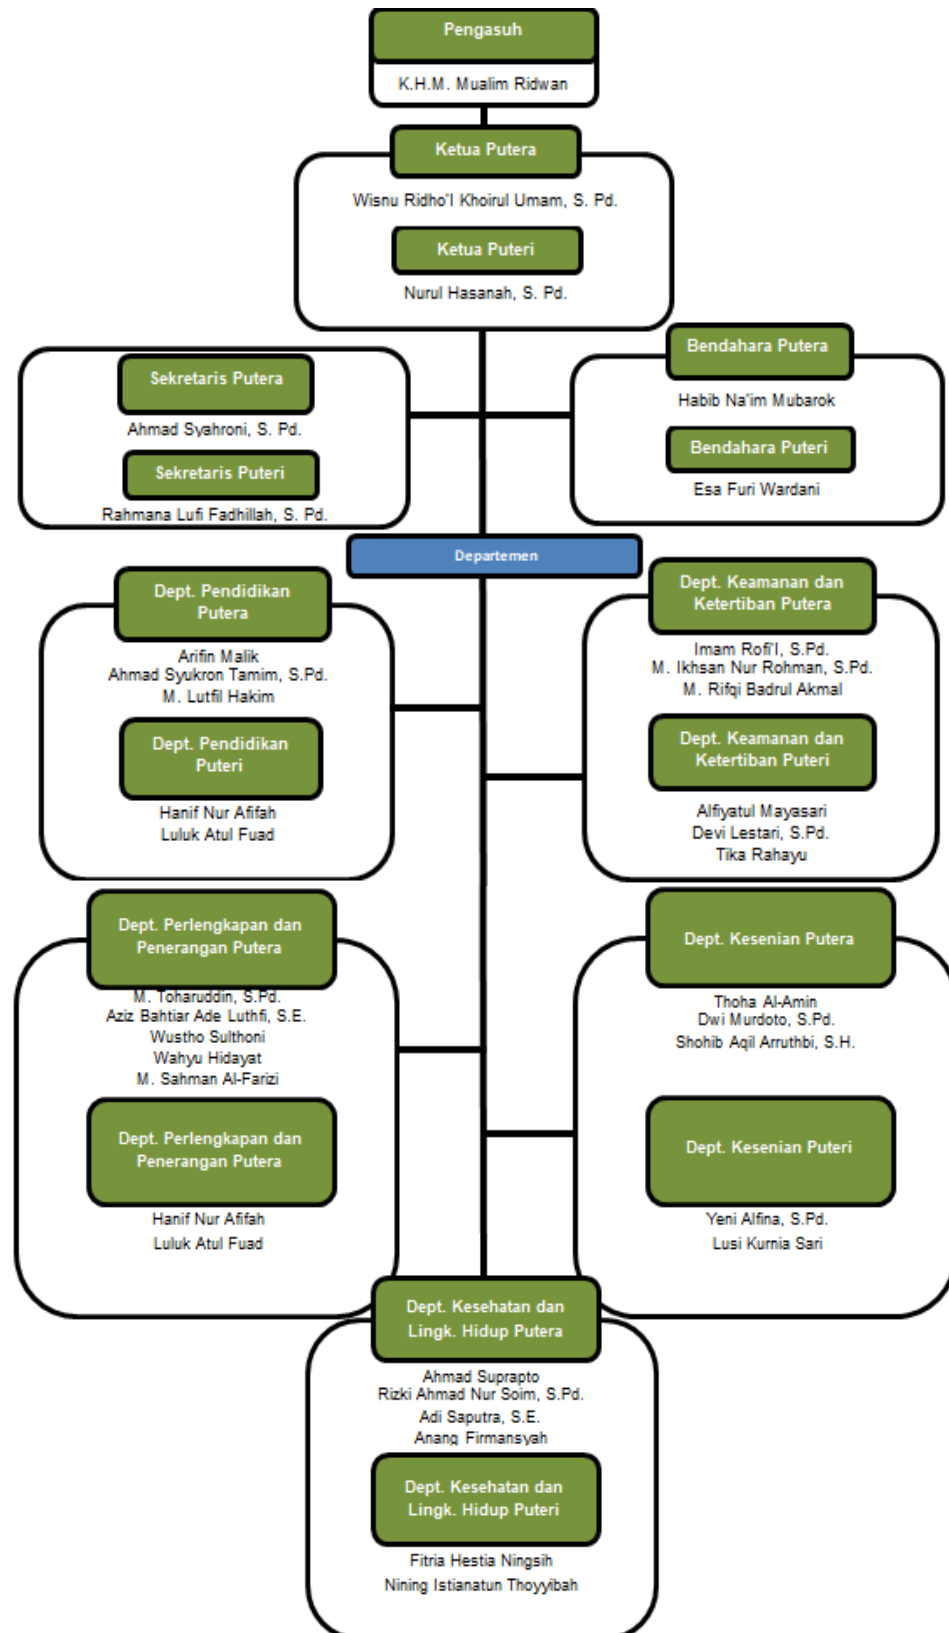 Pengasuh
K.H.M. Mualim Ridwan
Ketua Putera
Wisnu Ridho'I Khoirul Umam, S. Pd.
Ketua Puteri
Nurul Hasanah, S. Pd.
Sekretaris Putera
Ahmad Syahroni, S. Pd.
Sekretaris Puteri
Rahmana Lufi Fadhillah, S. Pd.
Bendahara Putera
Habib Na'im Mubarok
Bendahara Puteri
Esa Furi Wardani
Departemen
Dept. Pendidikan
Putera
Arifin Malik
Ahmad Syukron Tamim, S.Pd.
M. Lutfil Hakim
Dept. Pendidikan
Puteri
Hanif Nur Afifah
Luluk Atul Fuad
Dept. Keamanan dan
Ketertiban Putera
Imam Rofi'I, S.Pd.
M. Ikhsan Nur Rohman, S.Pd.
M. Rifqi Badrul Akmal
Dept. Keamanan dan
Ketertiban Puteri
Alfiyatul Mayasari
Devi Lestari, S.Pd.
Tika Rahayu
Dept. Perlengkapan dan
Penerangan Putera
M. Toharuddin, S.Pd.
Aziz Bahtiar Ade Luthfi, S.E.
Wustho Sulthoni
Wahyu Hidayat
M. Sahman Al-Farizi
Dept. Perlengkapan dan
Penerangan Putera
Hanif Nur Afifah
Luluk Atul Fuad
Dept. Kesenian Putera
Thoha Al-Amin
Dwi Murdoto, S.Pd.
Shohib Aqil Arruthbi, S.H.
Dept. Kesenian Puteri
Yeni Alfina, S.Pd.
Lusi Kurnia Sari
Dept. Kesehatan dan
Lingk. Hidup Putera
Ahmad Suprapto
Rizki Ahmad Nur Soim, S.Pd.
Adi Saputra, S.E.
Anang Firmansyah
Dept. Kesehatan dan
Lingk. Hidup Puteri
Fitria Hestia Ningsih
Nining Istianatun Thoyyibah